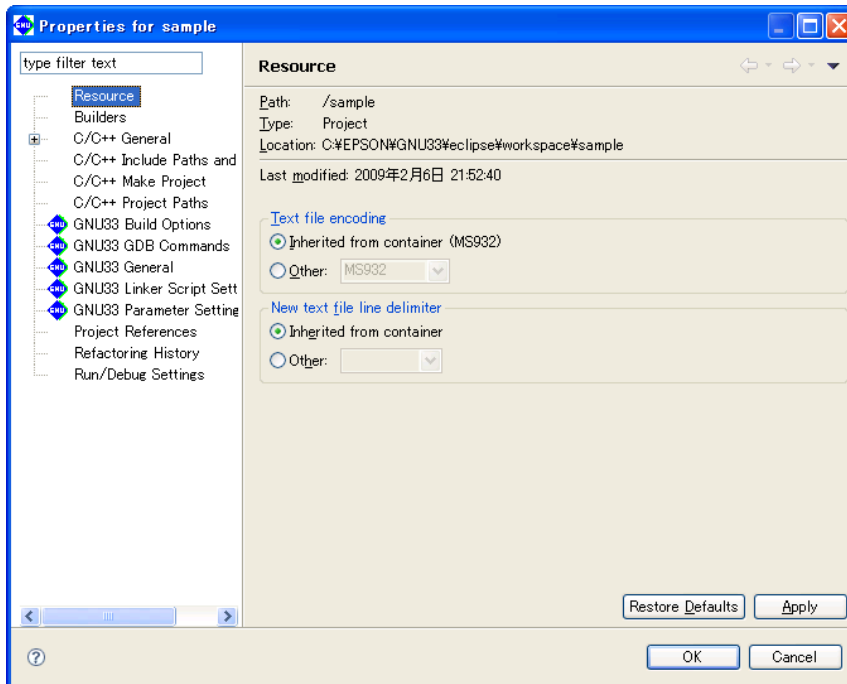 Properties for sample
type filter text
Resource
Builders
C/C++ General
C/C++ Include Paths and
C/C++ Make Project
C/C++ Project Paths
GNU33 Build Options
GNU33 GDB Commands
GNU33 General
GNU33 Linker Script Sett
GNU33 Parameter Setting
Project References
Refactoring History
Run/Debug Settings
Resource
Path: /sample
Type: Project
Location: C:¥EPSON¥GNU33¥eclipse¥workspace¥sample
Last modified: 2009年2月6日 21:52:40
Text file encoding
Inherited from container (MS932)
Other: MS932
New text file line delimiter
Inherited from container
Other:
Restore Defaults Apply
OK Cancel